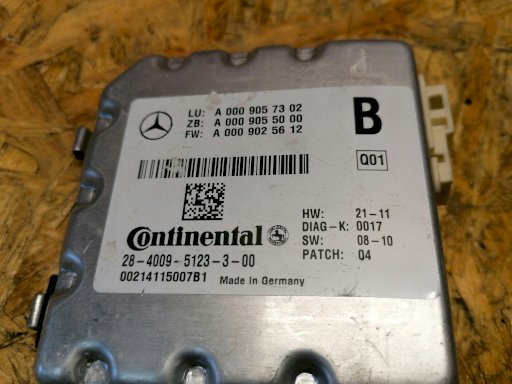 LU: A 000 905 73 02
ZB: A 000 905 50 00
FW: A 000 902 56 12
B
Q01
Continental
28-4009-5123-3-00
00214115007B1 Made in Germany
HW: 21-11
DIAG-K: 0017
SW: 08-10
PATCH: 04